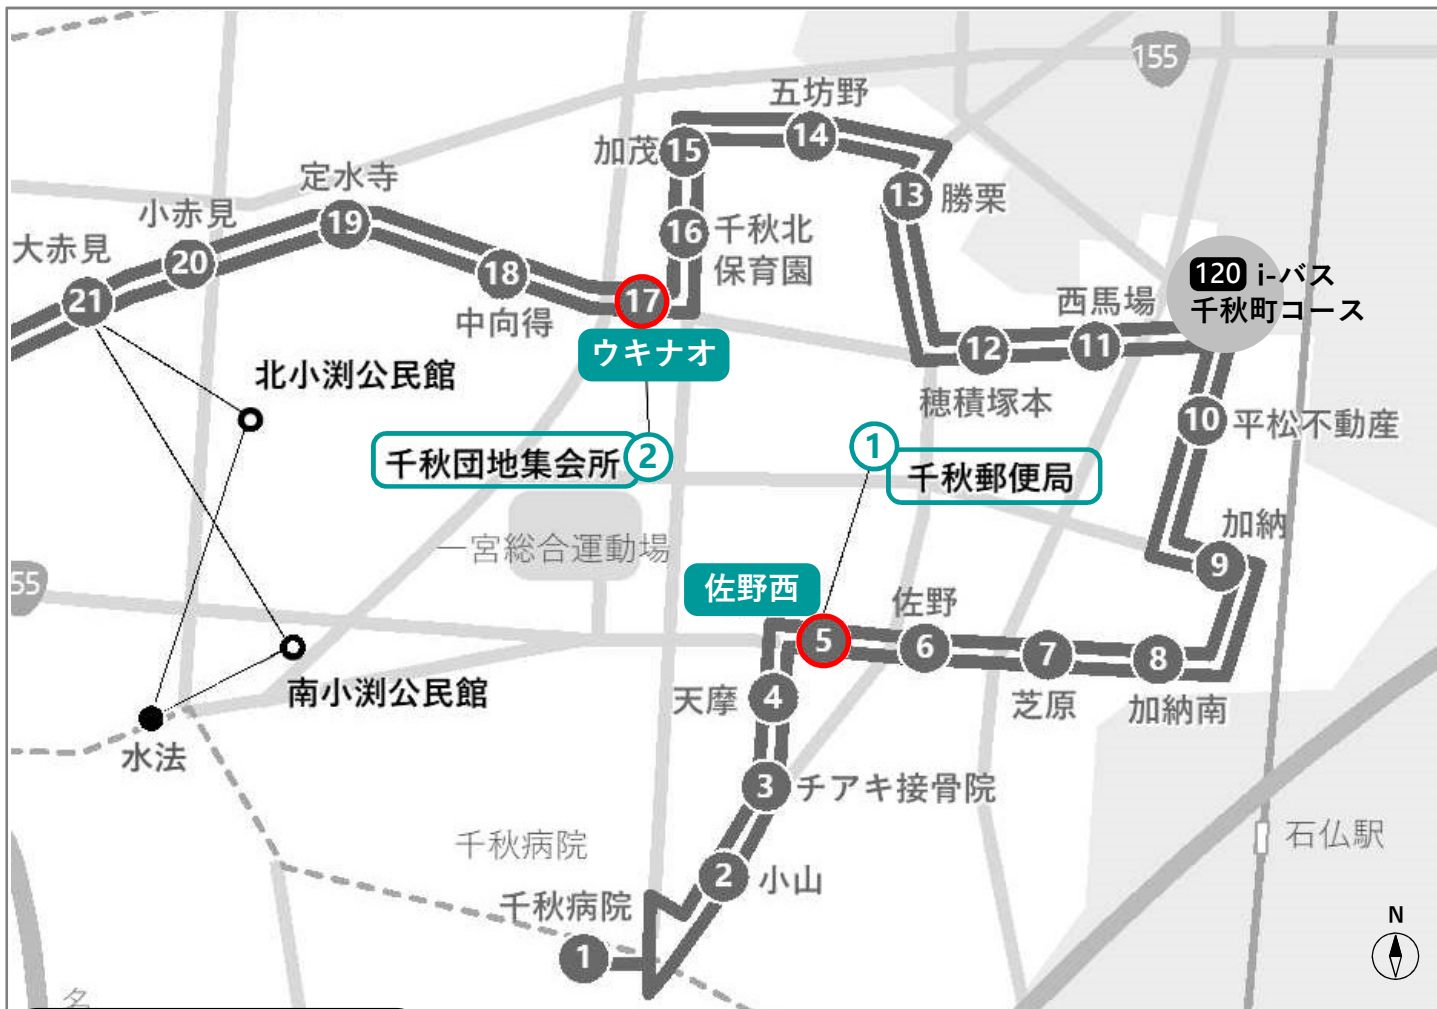 155
五坊野
14
加茂
15
定水寺
19
13
勝栗
小赤見
20
16
千秋北
保育園
大赤見
21
18
中向得
17
ウキナオ
120 i-バス
千秋町コース
西馬場
11
12
穂積塚本
北小渕公民館
10
平松不動産
千秋団地集会所
2
1
千秋郵便局
加納
9
一宮総合運動場
55
佐野西
佐野
5
6
7
8
芝原
加納南
南小渕公民館
天摩
4
水法
3
チアキ接骨院
千秋病院
石仏駅
2
小山
千秋病院
1
N
名